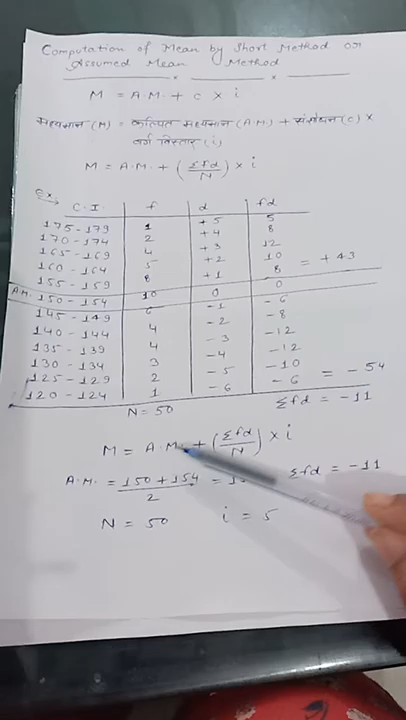 Computation of Mean by Short Method or
Assumed Mean Method
M = A.M. + c × i
मध्यमान (M) = कल्पित मध्यमान (A.M.) + संशोधन (c) ×
वर्ग विस्तार (i)
M = A.M. + (Σfd/N) × i
Ex.
C.I. f d fd
175-179 1 +5 5
170-174 2 +4 8
165-169 4 +3 12
160-164 5 +2 10
155-159 8 +1 8 = +43
A.M. 150-154 10 0 0
145-149 6 -1 -6
140-144 4 -2 -8
135-139 4 -3 -12
130-134 3 -4 -12
125-129 2 -5 -10
120-124 1 -6 -6 = -54
N = 50 Σfd = -11
M = A.M. + (Σfd/N) × i
A.M. = 150+154/2 = Σfd = -11
N = 50 i = 5